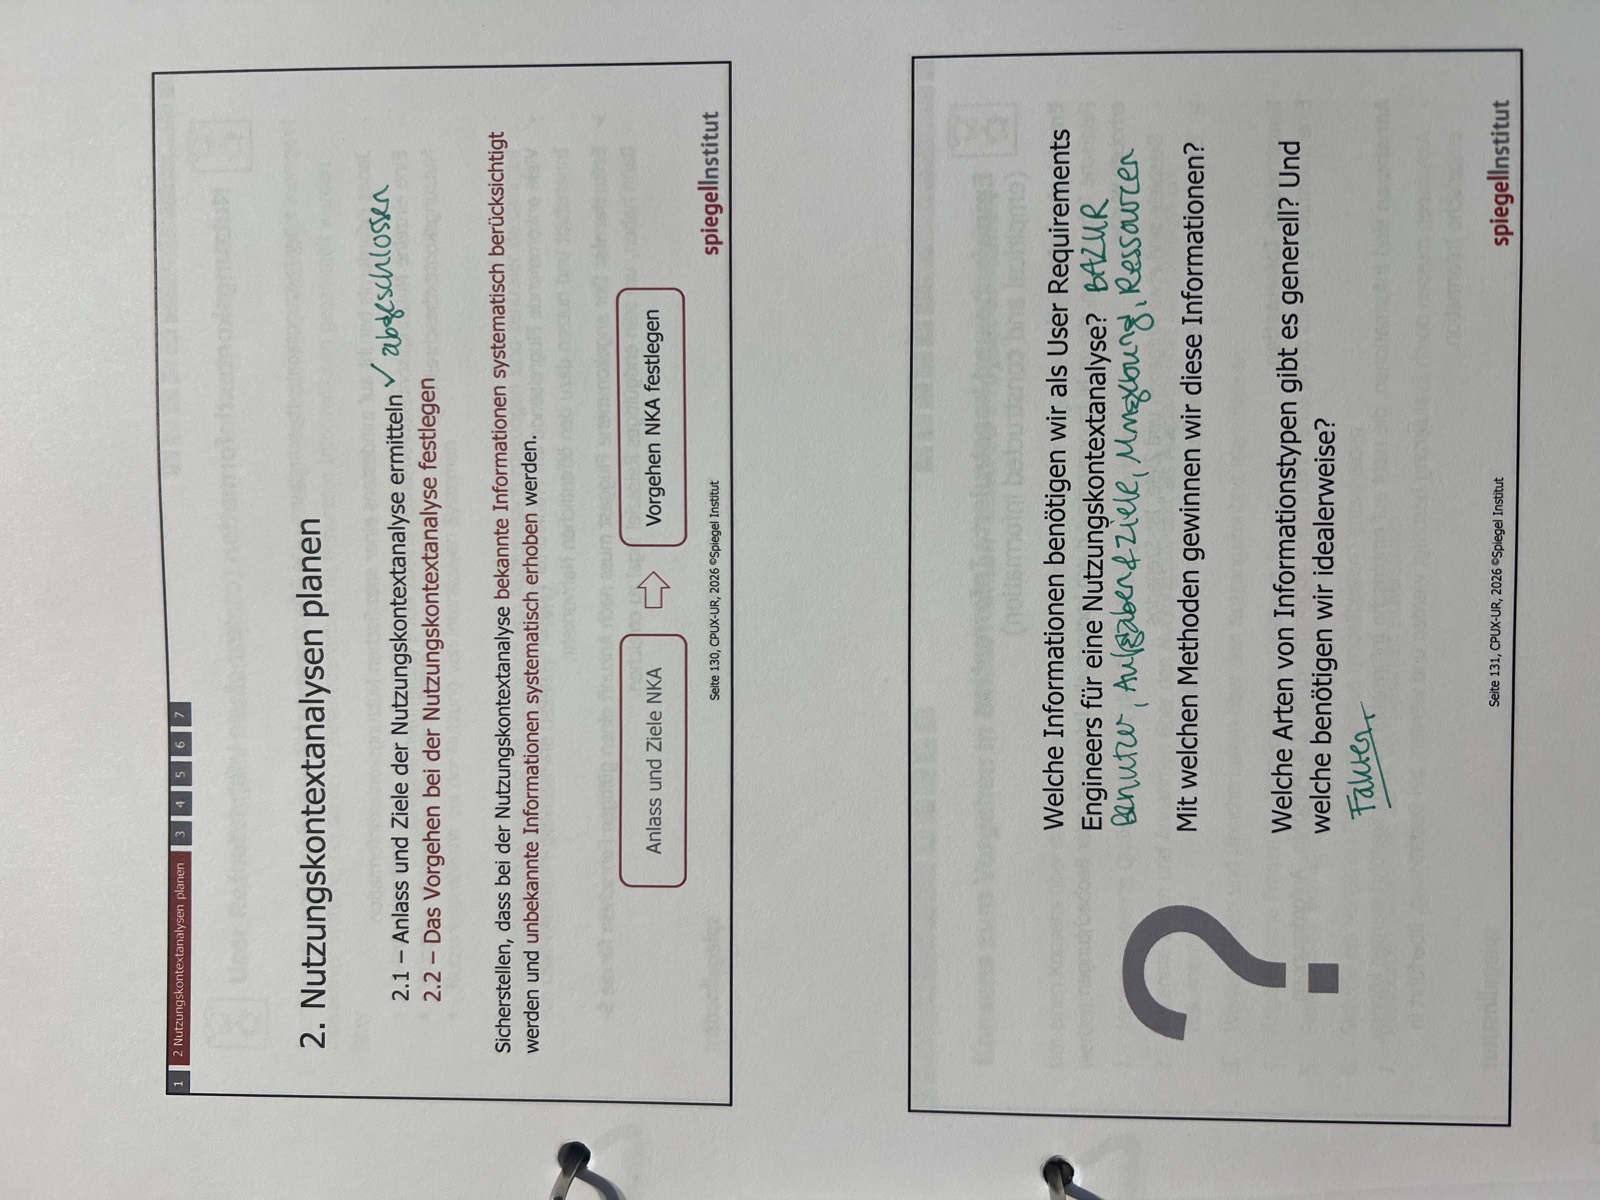 1 2 Nutzungskontextanalysen planen 3 4 5 6 7
2. Nutzungskontextanalysen planen
2.1 – Anlass und Ziele der Nutzungskontextanalyse ermitteln ✓ abgeschlossen
2.2 – Das Vorgehen bei der Nutzungskontextanalyse festlegen
Sicherstellen, dass bei der Nutzungskontextanalyse bekannte Informationen systematisch berücksichtigt
werden und unbekannte Informationen systematisch erhoben werden.
Anlass und Ziele NKA ⇨ Vorgehen NKA festlegen
Seite 130, CPUX-UR, 2026 ©Spiegel Institut
spiegelInstitut
Welche Informationen benötigen wir als User Requirements
Engineers für eine Nutzungskontextanalyse? BAZUR
Benutzer, Aufgaben & Ziele, Umgebung, Ressourcen
?
Mit welchen Methoden gewinnen wir diese Informationen?
Welche Arten von Informationstypen gibt es generell? Und
welche benötigen wir idealerweise?
Fakten
Seite 131, CPUX-UR, 2026 ©Spiegel Institut
spiegelInstitut